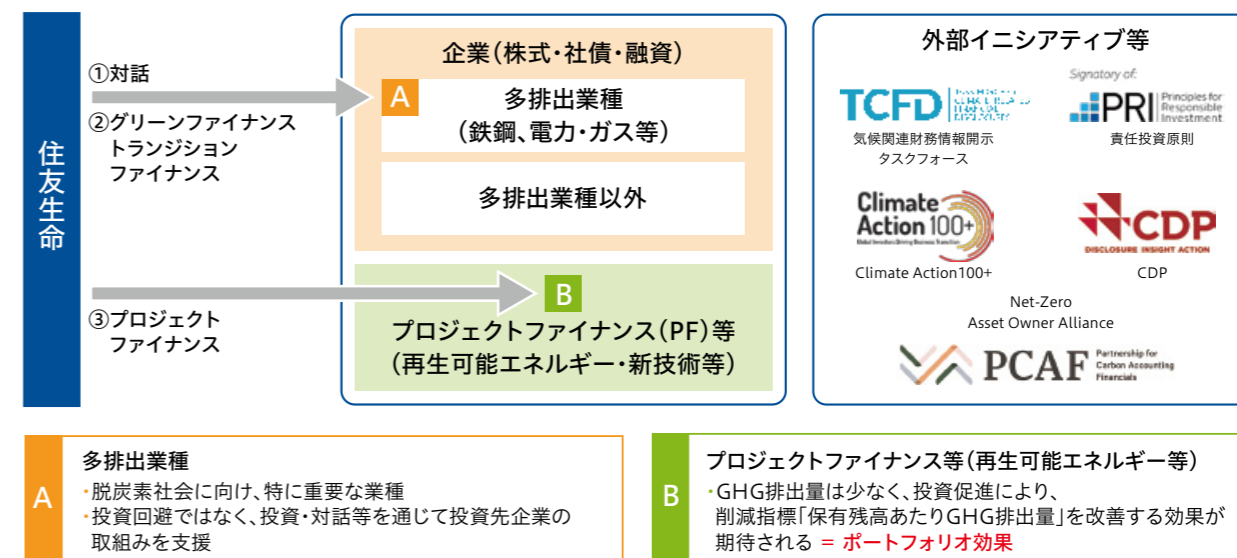 住友生命
①対話
②グリーンファイナンス
トランジション
ファイナンス
③プロジェクト
ファイナンス
企業(株式・社債・融資)
A
多排出業種
(鉄鋼、電力・ガス等)
多排出業種以外
B
プロジェクトファイナンス(PF)等
(再生可能エネルギー・新技術等)
外部イニシアティブ等
TCFD
気候関連財務情報開示
タスクフォース
Signatory of:
PRI Principles for
Responsible
Investment
責任投資原則
Climate
Action 100+
Global Investors Driving Business Transition
Climate Action100+
CDP
DISCLOSURE INSIGHT ACTION
CDP
Net-Zero
Asset Owner Alliance
PCAF Partnership for
Carbon Accounting
Financials
A
多排出業種
・脱炭素社会に向け、特に重要な業種
・投資回避ではなく、投資・対話等を通じて投資先企業の
取組みを支援
B
プロジェクトファイナンス等(再生可能エネルギー等)
・GHG排出量は少なく、投資促進により、
削減指標「保有残高あたりGHG排出量」を改善する効果が
期待される = ポートフォリオ効果